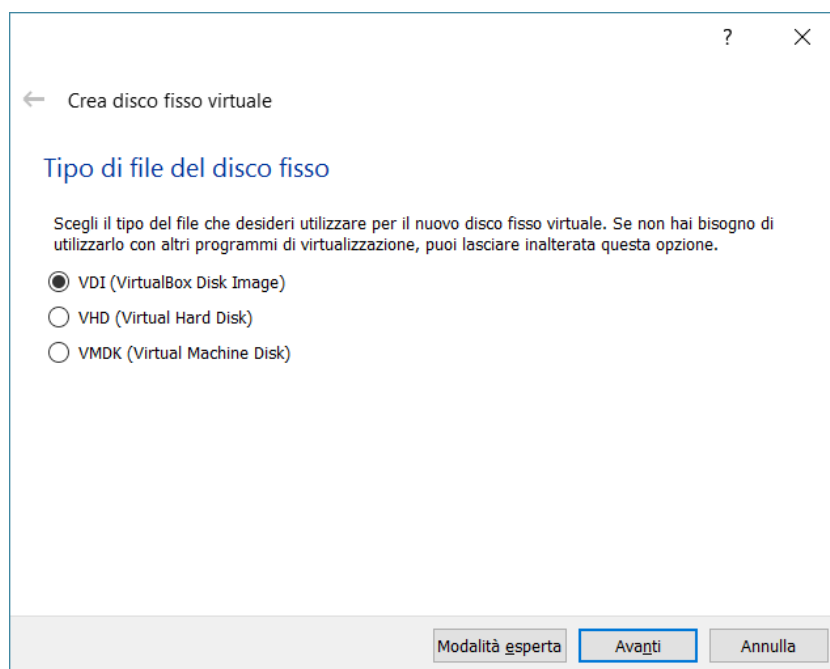 ?
Crea disco fisso virtuale
Tipo di file del disco fisso
Scegli il tipo del file che desideri utilizzare per il nuovo disco fisso virtuale. Se non hai bisogno di
utilizzarlo con altri programmi di virtualizzazione, puoi lasciare inalterata questa opzione.
VDI (VirtualBox Disk Image)
VHD (Virtual Hard Disk)
VMDK (Virtual Machine Disk)
Modalità esperta Avanti Annulla